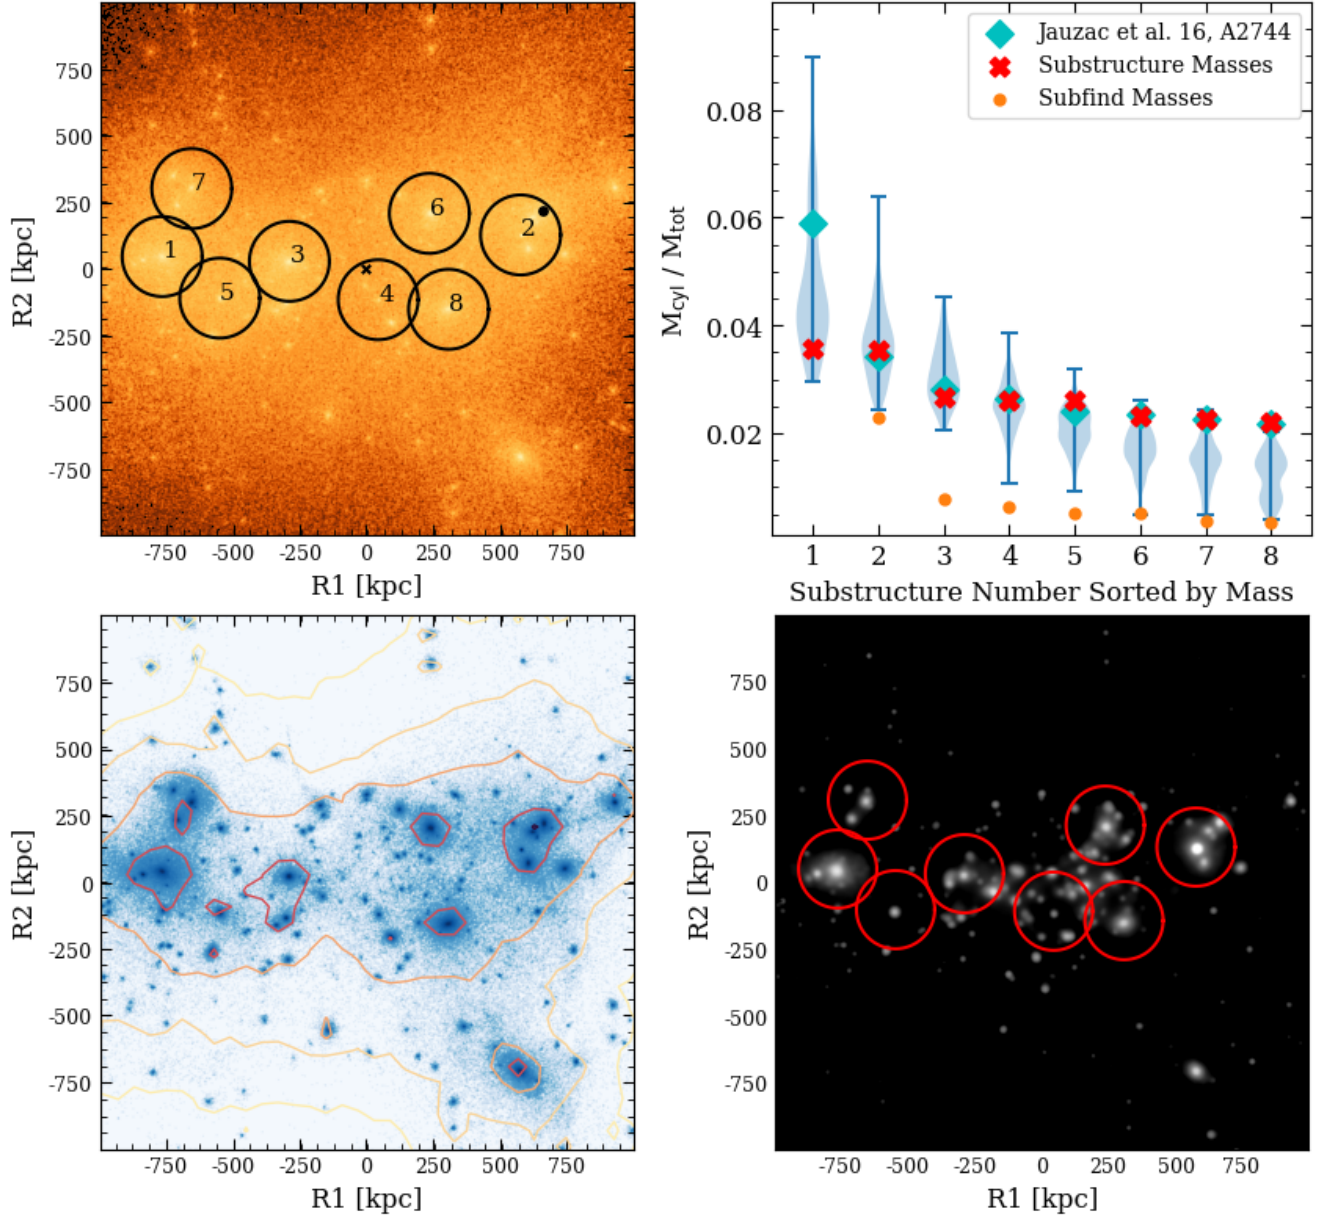 750
500
250
0
-250
-500
-750
R2 [kpc]
7
1
5
3
6
2
4
8
-750 -500 -250 0 250 500 750
R1 [kpc]
Jauzac et al. 16, A2744
Substructure Masses
Subfind Masses
0.08
0.06
0.04
0.02
M_cyl / M_tot
1 2 3 4 5 6 7 8
Substructure Number Sorted by Mass
750
500
250
0
-250
-500
-750
R2 [kpc]
-750 -500 -250 0 250 500 750
R1 [kpc]
750
500
250
0
-250
-500
-750
R2 [kpc]
-750 -500 -250 0 250 500 750
R1 [kpc]